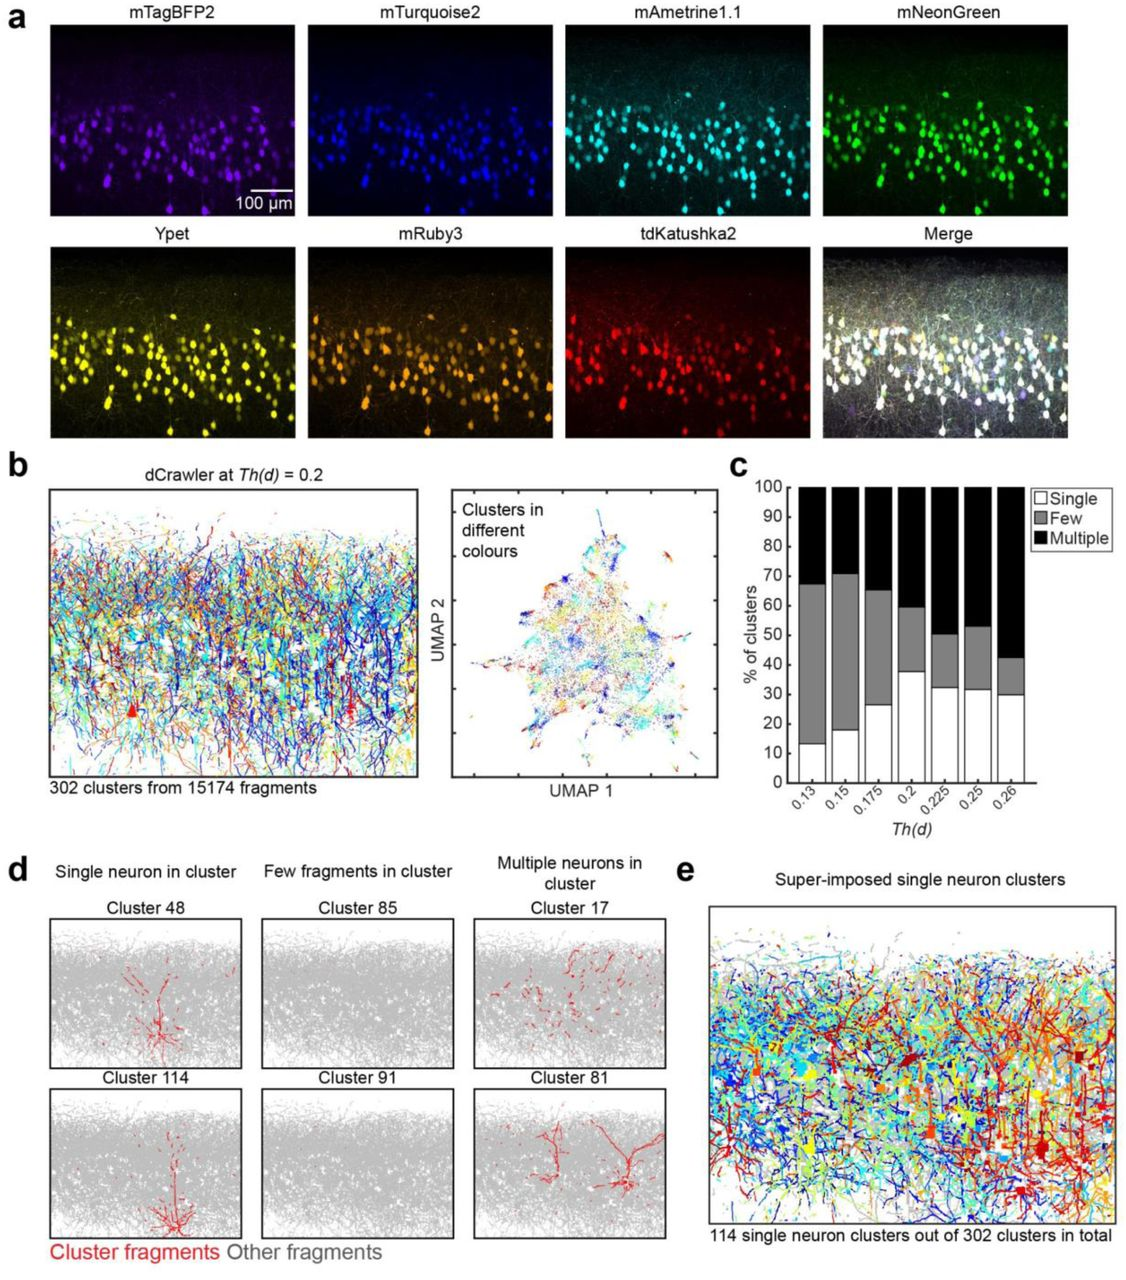 a
mTagBFP2
mTurquoise2
mAmetrine1.1
mNeonGreen
100 µm
Ypet
mRuby3
tdKatushka2
Merge
b
dCrawler at Th(d) = 0.2
302 clusters from 15174 fragments
Clusters in
different
colours
UMAP 2
UMAP 1
c
% of clusters
100
90
80
70
60
50
40
30
20
10
0
0.13
0.15
0.175
0.2
0.225
0.25
0.26
Th(d)
Single
Few
Multiple
d
Single neuron in cluster
Few fragments in cluster
Multiple neurons in
cluster
Cluster 48
Cluster 85
Cluster 17
Cluster 114
Cluster 91
Cluster 81
Cluster fragments Other fragments
e
Super-imposed single neuron clusters
114 single neuron clusters out of 302 clusters in total